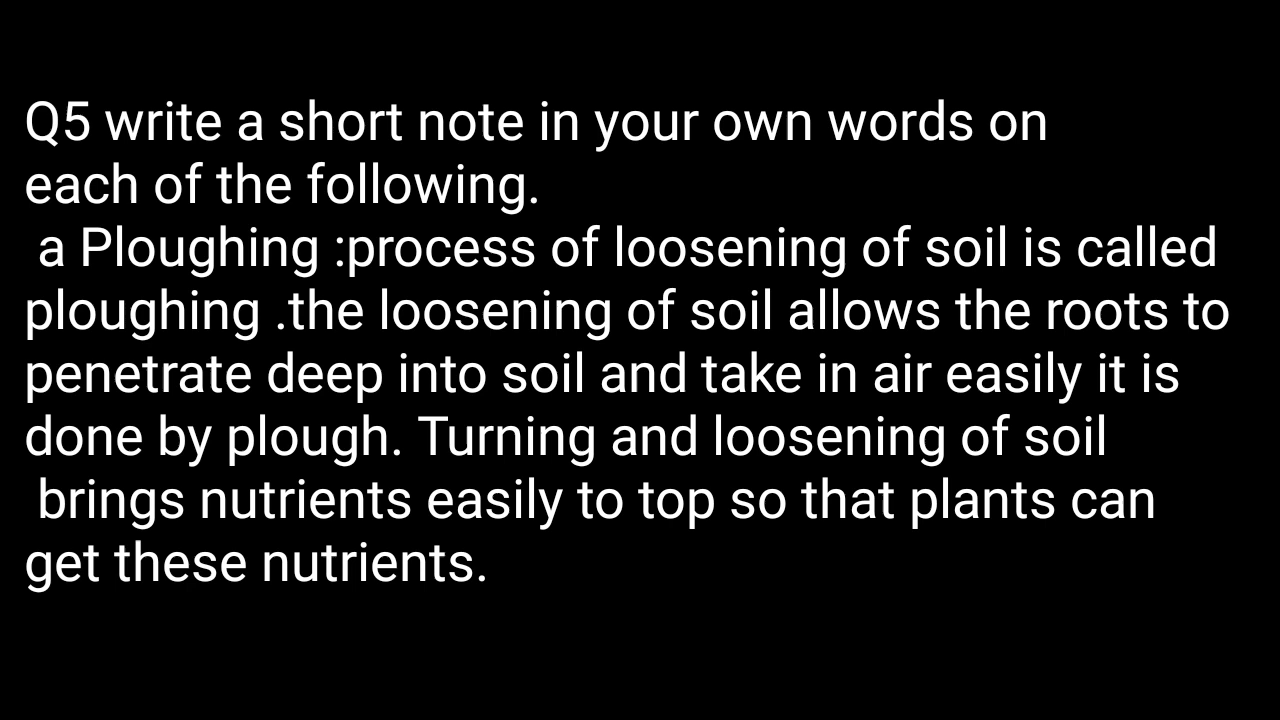 Q5 write a short note in your own words on
each of the following.
a Ploughing :process of loosening of soil is called
ploughing .the loosening of soil allows the roots to
penetrate deep into soil and take in air easily it is
done by plough. Turning and loosening of soil
brings nutrients easily to top so that plants can
get these nutrients.